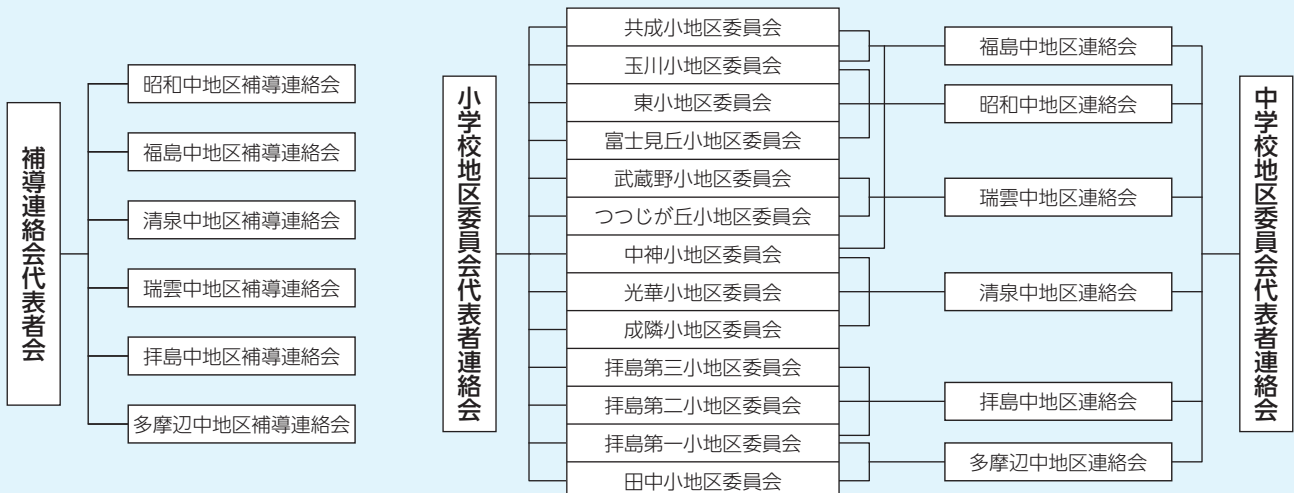 補導連絡会代表者会
昭和中地区補導連絡会
福島中地区補導連絡会
清泉中地区補導連絡会
瑞雲中地区補導連絡会
拝島中地区補導連絡会
多摩辺中地区補導連絡会
小学校地区委員会代表者連絡会
共成小地区委員会
玉川小地区委員会
東小地区委員会
富士見丘小地区委員会
武蔵野小地区委員会
つつじが丘小地区委員会
中神小地区委員会
光華小地区委員会
成隣小地区委員会
拝島第三小地区委員会
拝島第二小地区委員会
拝島第一小地区委員会
田中小地区委員会
福島中地区連絡会
昭和中地区連絡会
瑞雲中地区連絡会
清泉中地区連絡会
拝島中地区連絡会
多摩辺中地区連絡会
中学校地区委員会代表者連絡会